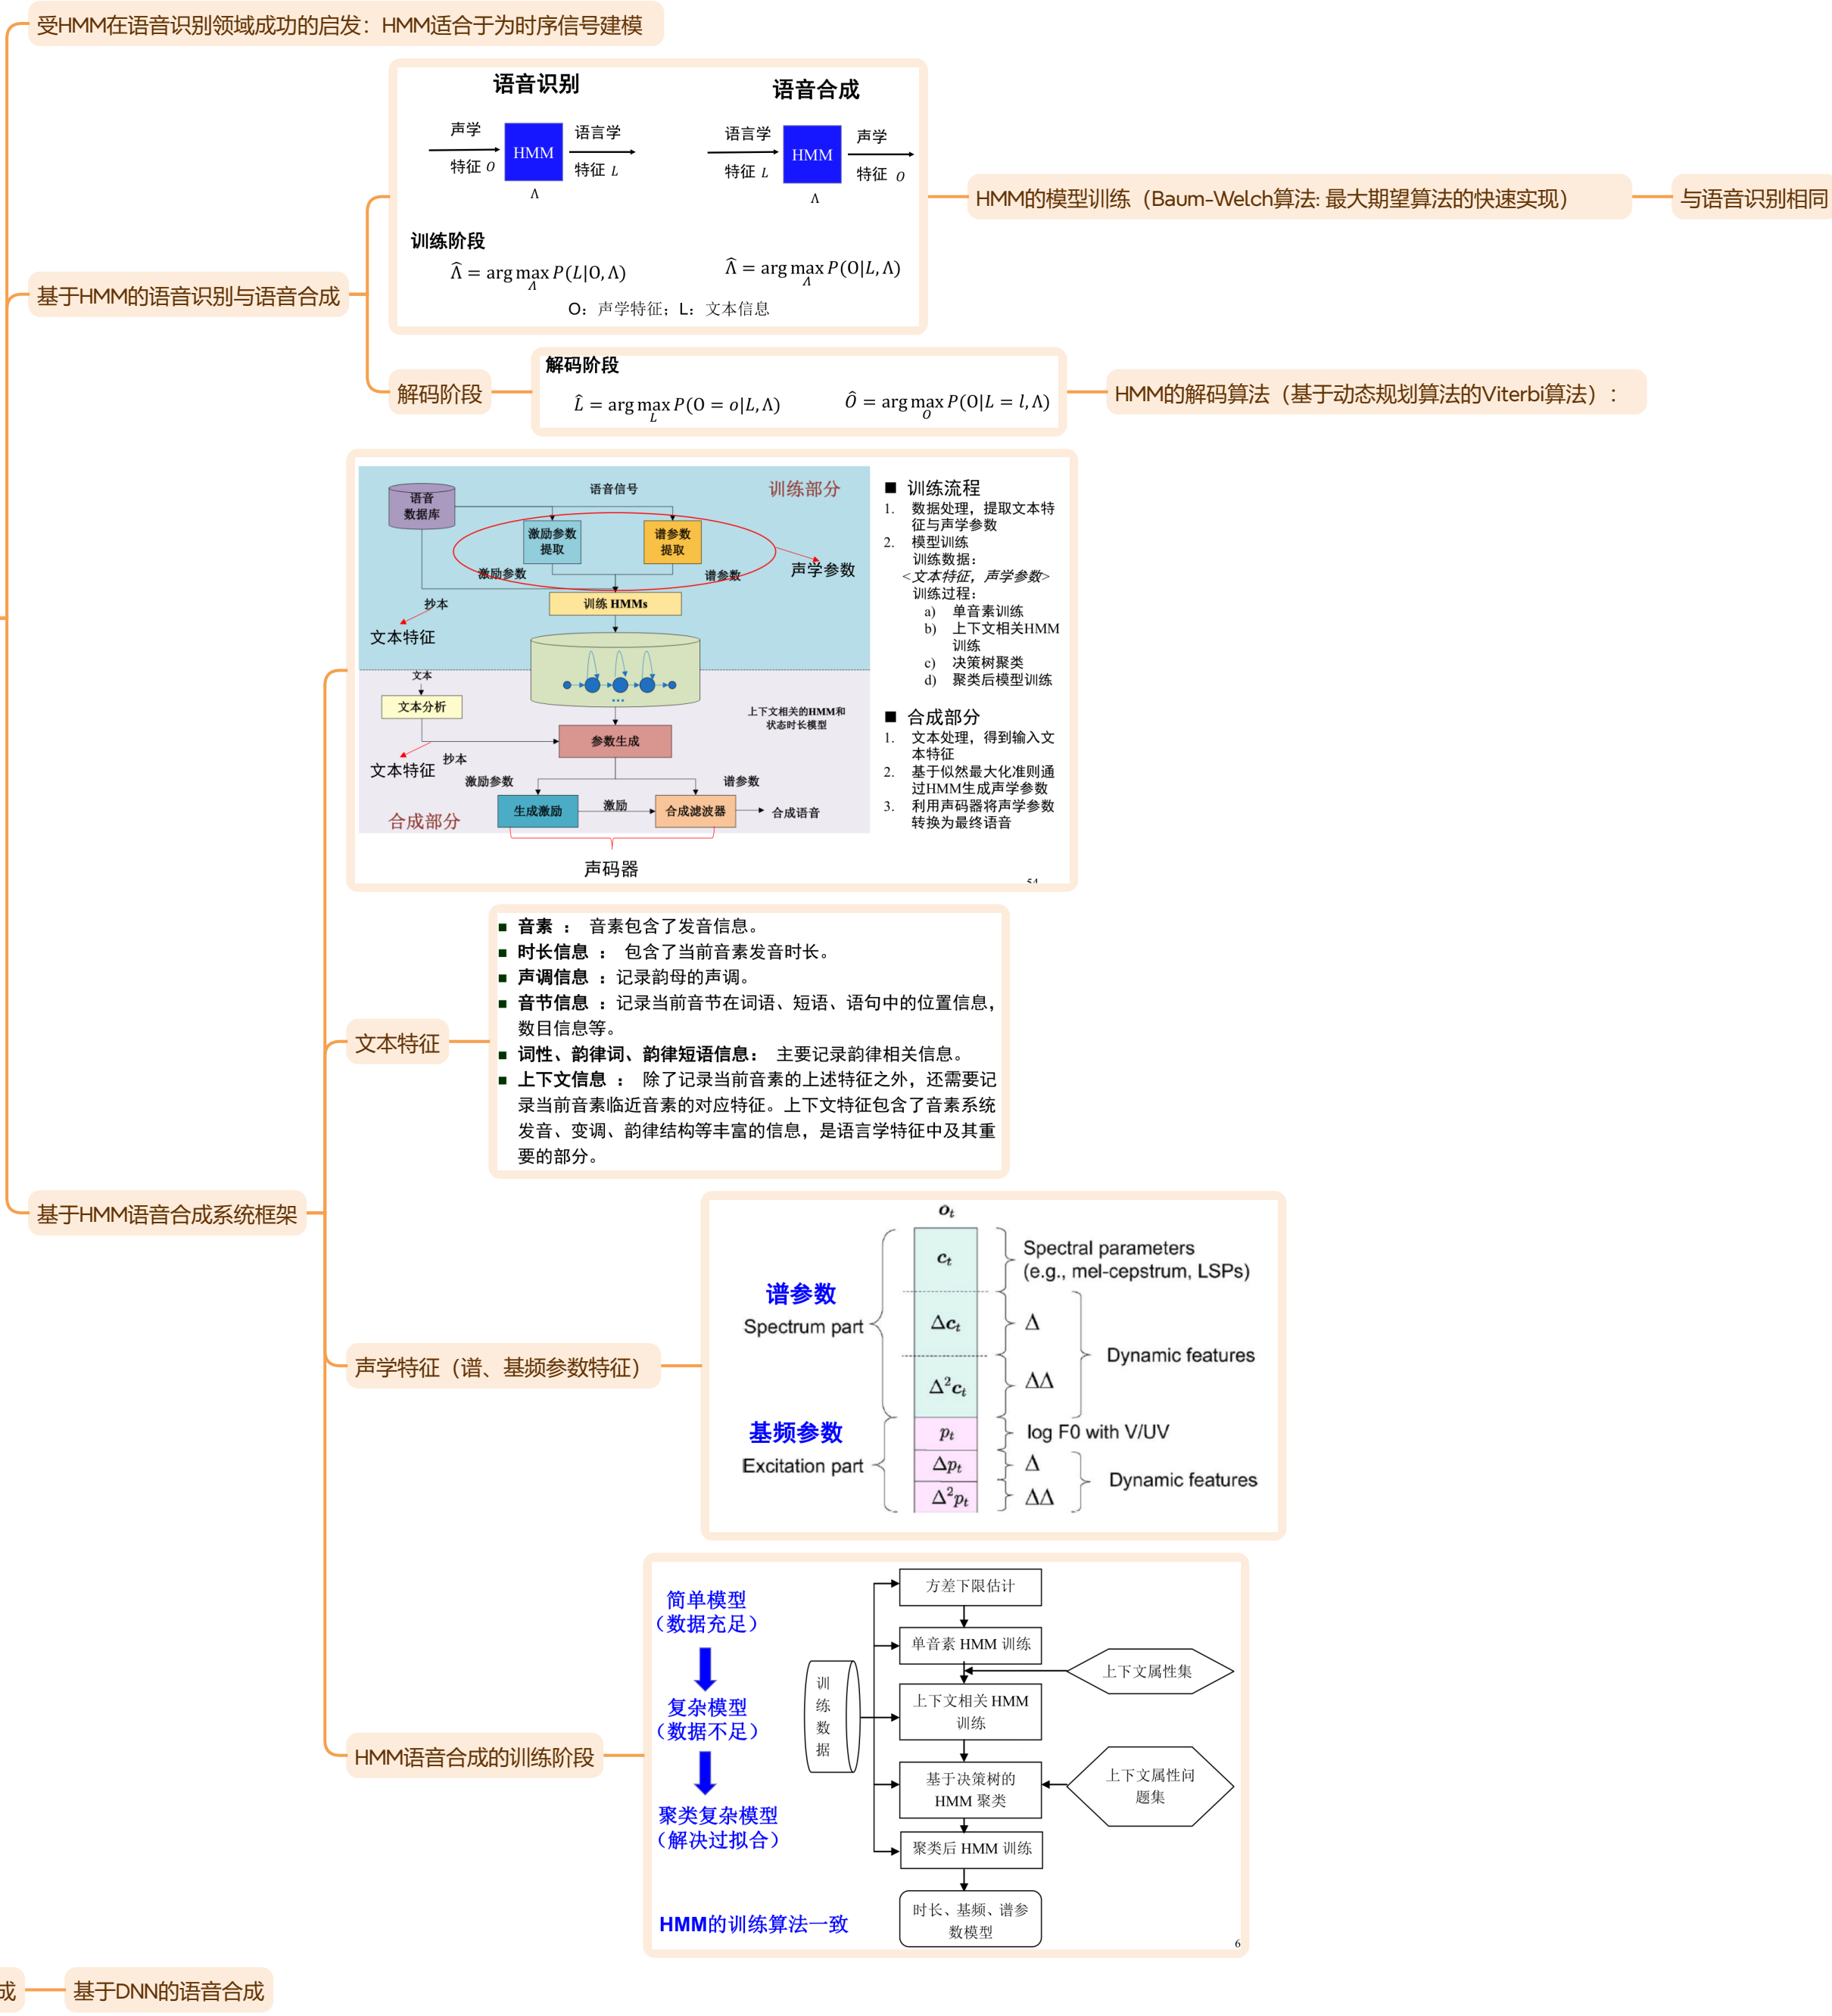 受HMM在语音识别领域成功的启发：HMM适合于为时序信号建模
基于HMM的语音识别与语音合成
语音识别
声学
特征 O
HMM
Λ
语言学
特征 L
语音合成
语言学
特征 L
HMM
Λ
声学
特征 O
训练阶段
Λ̂ = arg max P(L|O, Λ)
Λ
Λ̂ = arg max P(O|L, Λ)
Λ
O：声学特征；L：文本信息
HMM的模型训练（Baum-Welch算法: 最大期望算法的快速实现）
与语音识别相同
解码阶段
解码阶段
L̂ = arg max P(O = o|L, Λ)
L
Ô = arg max P(O|L = l, Λ)
O
HMM的解码算法（基于动态规划算法的Viterbi算法）：
基于HMM语音合成系统框架
语音
数据库
语音信号
训练部分
激励参数
提取
谱参数
提取
激励参数
谱参数
声学参数
抄本
训练 HMMs
文本特征
文本
文本分析
…
上下文相关的HMM和
状态时长模型
参数生成
抄本
文本特征
激励参数
谱参数
生成激励
激励
合成滤波器
合成语音
合成部分
声码器
■ 训练流程
1. 数据处理，提取文本特
征与声学参数
2. 模型训练
训练数据：
<文本特征，声学参数>
训练过程：
a) 单音素训练
b) 上下文相关HMM
训练
c) 决策树聚类
d) 聚类后模型训练
■ 合成部分
1. 文本处理，得到输入文
本特征
2. 基于似然最大化准则通
过HMM生成声学参数
3. 利用声码器将声学参数
转换为最终语音
54
文本特征
■ 音素 ： 音素包含了发音信息。
■ 时长信息 ： 包含了当前音素发音时长。
■ 声调信息 ：记录韵母的声调。
■ 音节信息 ：记录当前音节在词语、短语、语句中的位置信息，
数目信息等。
■ 词性、韵律词、韵律短语信息： 主要记录韵律相关信息。
■ 上下文信息 ： 除了记录当前音素的上述特征之外，还需要记
录当前音素临近音素的对应特征。上下文特征包含了音素系统
发音、变调、韵律结构等丰富的信息，是语言学特征中及其重
要的部分。
声学特征（谱、基频参数特征）
oₜ
谱参数
Spectrum part
cₜ
Spectral parameters
(e.g., mel-cepstrum, LSPs)
Δcₜ
Δ
Δ²cₜ
ΔΔ
Dynamic features
基频参数
Excitation part
pₜ
log F0 with V/UV
Δpₜ
Δ
Δ²pₜ
ΔΔ
Dynamic features
HMM语音合成的训练阶段
简单模型
（数据充足）
复杂模型
（数据不足）
聚类复杂模型
（解决过拟合）
HMM的训练算法一致
训
练
数
据
方差下限估计
单音素 HMM 训练
上下文属性集
上下文相关 HMM
训练
基于决策树的
HMM 聚类
上下文属性问
题集
聚类后 HMM 训练
时长、基频、谱参
数模型
6
成
基于DNN的语音合成